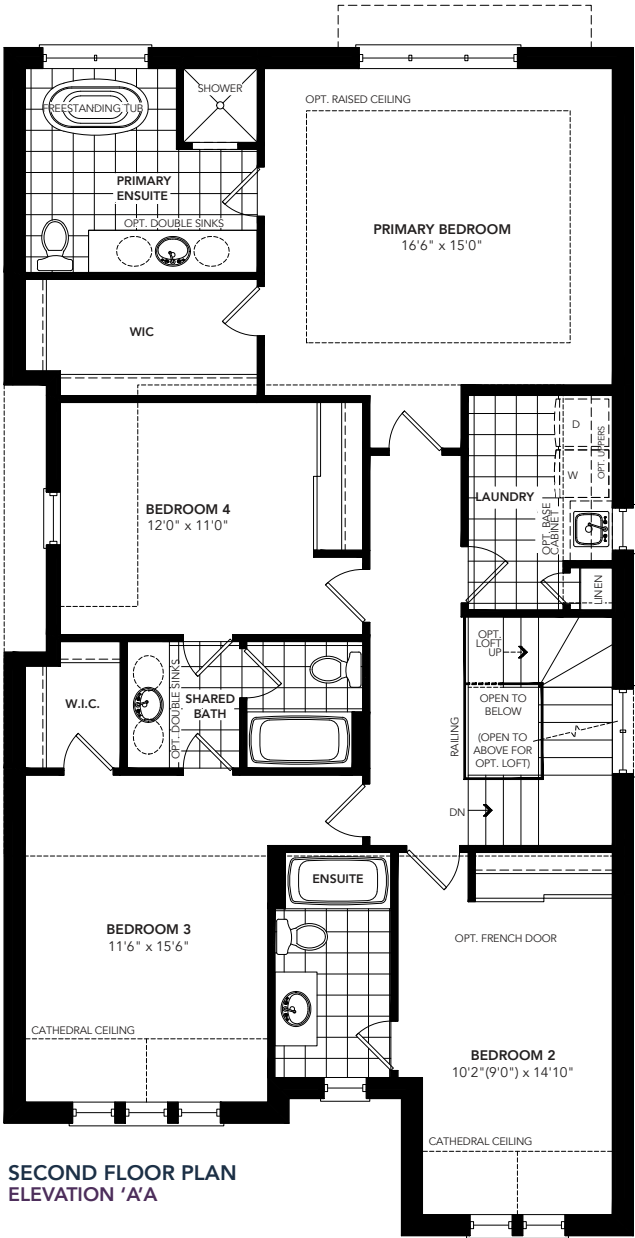 SHOWER
OPT. RAISED CEILING
FREESTANDING TUB
PRIMARY
ENSUITE
OPT. DOUBLE SINKS
PRIMARY BEDROOM
16'6" x 15'0"
WIC
D
W
OPT. UPPERS
LAUNDRY
OPT. BASE
CABINET
LINEN
BEDROOM 4
12'0" x 11'0"
OPT.
LOFT
UP
W.I.C.
OPT. DOUBLE SINKS
SHARED
BATH
RAILING
OPEN TO
BELOW
(OPEN TO
ABOVE FOR
OPT. LOFT)
DN
ENSUITE
BEDROOM 3
11'6" x 15'6"
OPT. FRENCH DOOR
CATHEDRAL CEILING
BEDROOM 2
10'2"(9'0") x 14'10"
CATHEDRAL CEILING
SECOND FLOOR PLAN
ELEVATION 'A'A